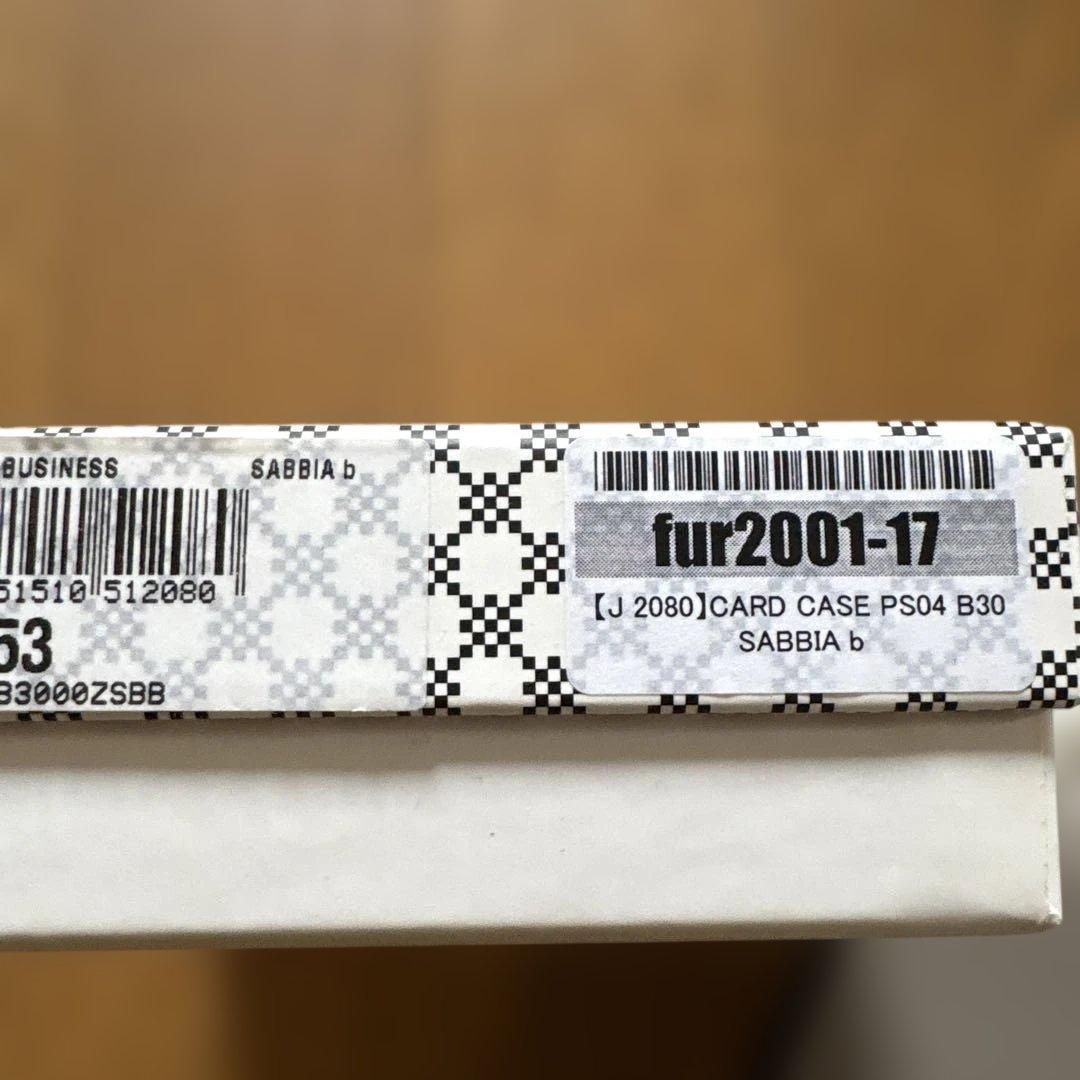 BUSINESS SABBIA b
51510 512080
53
B3000ZSBB
fur2001-17
【J 2080】CARD CASE PS04 B30
SABBIA b